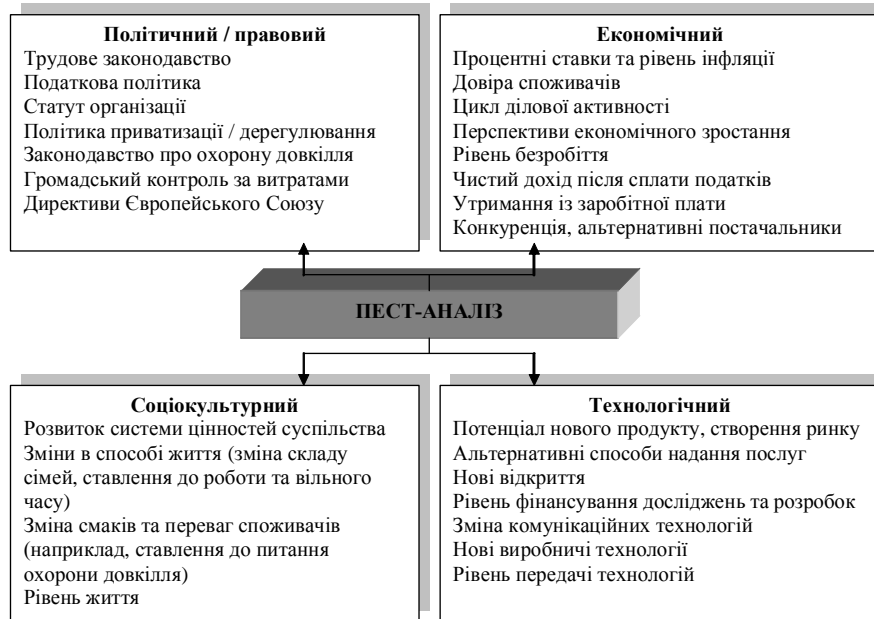 Політичний / правовий
Трудове законодавство
Податкова політика
Статут організації
Політика приватизації / дерегулювання
Законодавство про охорону довкілля
Громадський контроль за витратами
Директиви Європейського Союзу
Економічний
Процентні ставки та рівень інфляції
Довіра споживачів
Цикл ділової активності
Перспективи економічного зростання
Рівень безробіття
Чистий дохід після сплати податків
Утримання із заробітної плати
Конкуренція, альтернативні постачальники
ПЕСТ-АНАЛІЗ
Соціокультурний
Розвиток системи цінностей суспільства
Зміни в способі життя (зміна складу
сімей, ставлення до роботи та вільного
часу)
Зміна смаків та переваг споживачів
(наприклад, ставлення до питання
охорони довкілля)
Рівень життя
Технологічний
Потенціал нового продукту, створення ринку
Альтернативні способи надання послуг
Нові відкриття
Рівень фінансування досліджень та розробок
Зміна комунікаційних технологій
Нові виробничі технології
Рівень передачі технологій